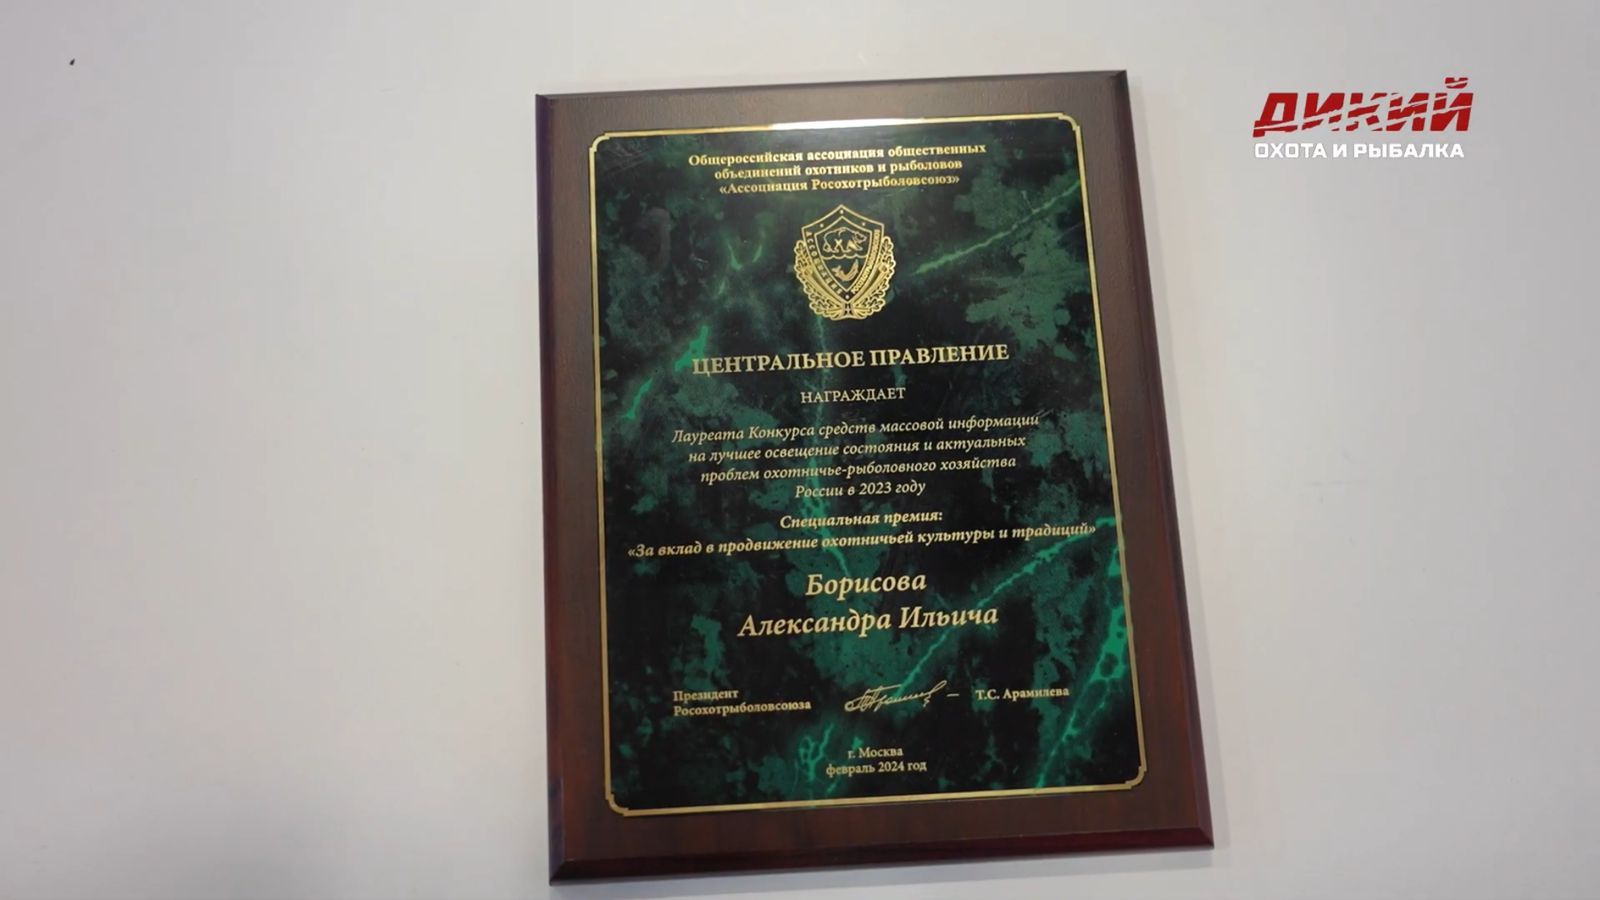 ДИКИЙ
ОХОТА И РЫБАЛКА
Общероссийская ассоциация общественных
объединений охотников и рыболовов
«Ассоциация Росохотрыболовсоюз»
АССОЦИАЦИЯ
РОСОХОТРЫБОЛОВСОЮЗ
ЦЕНТРАЛЬНОЕ ПРАВЛЕНИЕ
НАГРАЖДАЕТ
Лауреата Конкурса средств массовой информации
на лучшее освещение состояния и актуальных
проблем охотничье-рыболовного хозяйства
России в 2023 году
Специальная премия:
«За вклад в продвижение охотничьей культуры и традиций»
Борисова
Александра Ильича
Президент
Росохотрыболовсоюза
Т.С. Арамилева
г. Москва
февраль 2024 год